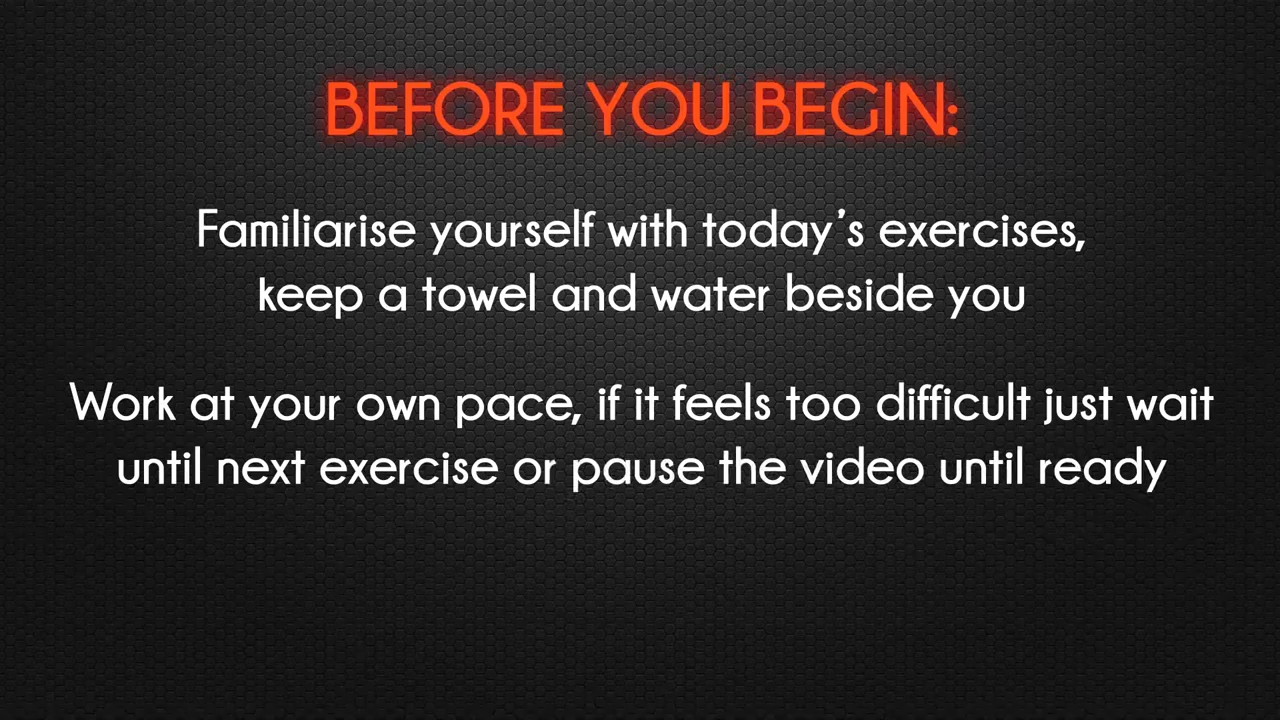 BEFORE YOU BEGIN:
Familiarise yourself with today's exercises,
keep a towel and water beside you
Work at your own pace, if it feels too difficult just wait
until next exercise or pause the video until ready